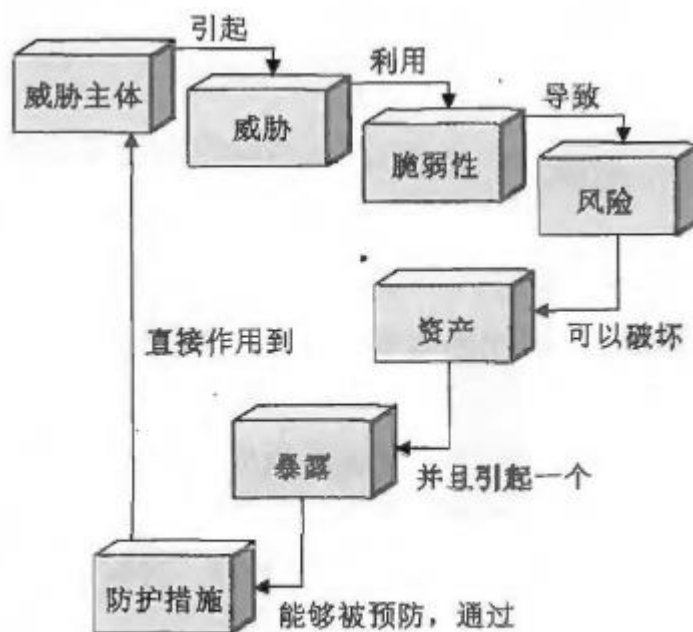 引起
威胁主体
利用
威胁
导致
脆弱性
风险
资产
可以破坏
直接作用到
暴露
并且引起一个
防护措施
能够被预防，通过